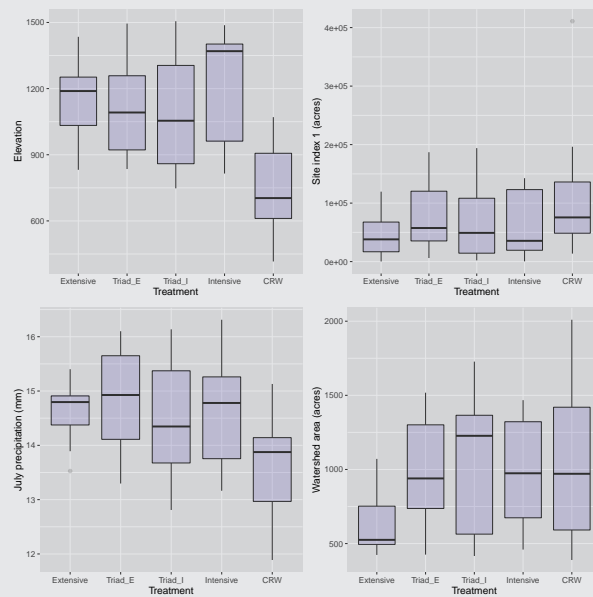 Elevation
1500
1200
900
600
Extensive Triad_E Triad_I Intensive CRW
Treatment
Site index 1 (acres)
4e+05
3e+05
2e+05
1e+05
0e+00
Extensive Triad_E Triad_I Intensive CRW
Treatment
July precipitation (mm)
16
15
14
13
12
Extensive Triad_E Triad_I Intensive CRW
Treatment
Watershed area (acres)
2000
1500
1000
500
Extensive Triad_E Triad_I Intensive CRW
Treatment